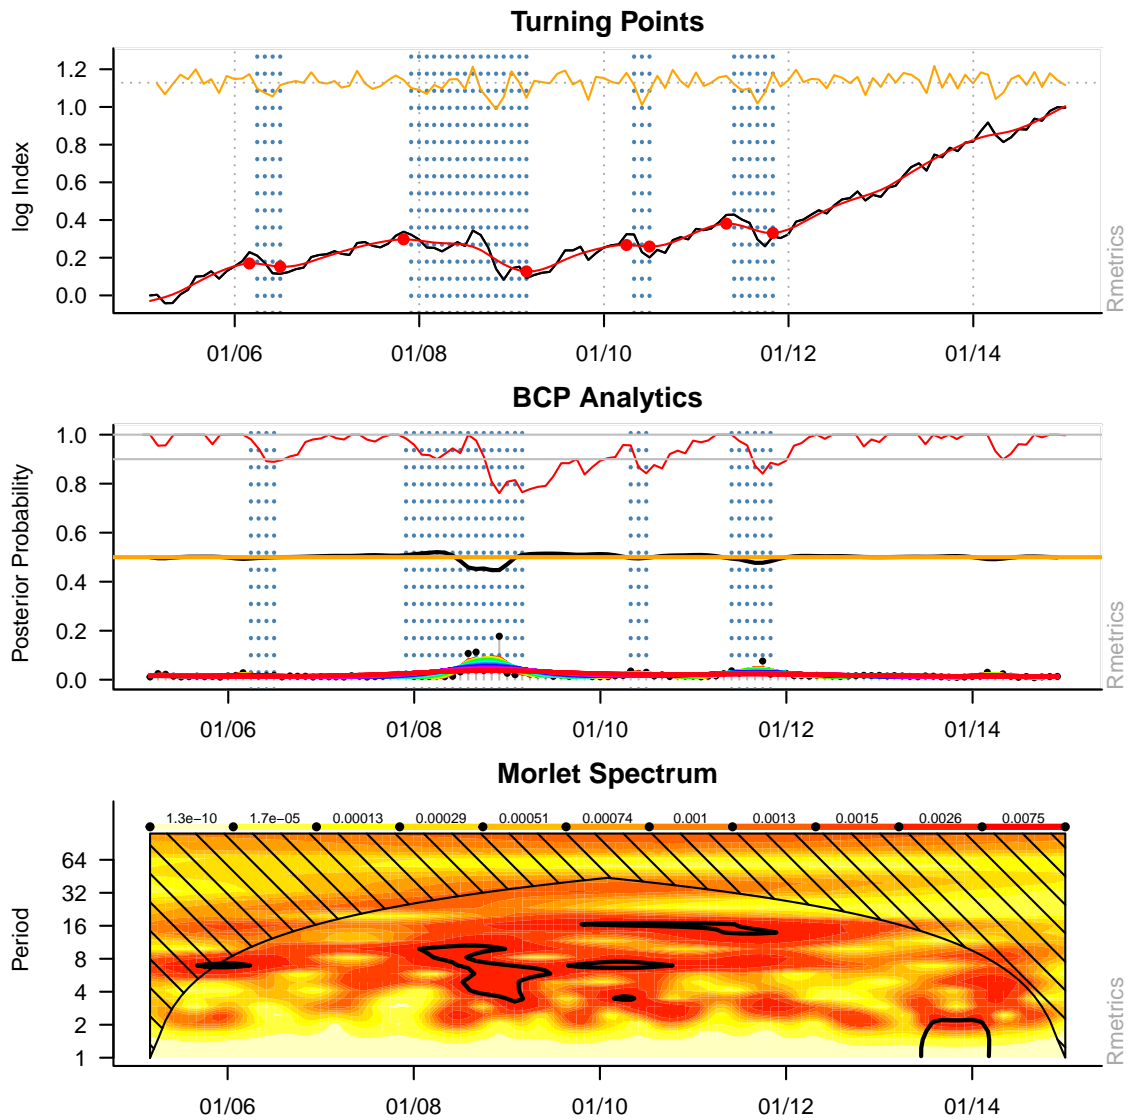 Turning Points
log Index
1.2
1.0
0.8
0.6
0.4
0.2
0.0
01/06 01/08 01/10 01/12 01/14
Rmetrics
BCP Analytics
Posterior Probability
1.0
0.8
0.6
0.4
0.2
0.0
01/06 01/08 01/10 01/12 01/14
Rmetrics
Morlet Spectrum
1.3e−10 1.7e−05 0.00013 0.00029 0.00051 0.00074 0.001 0.0013 0.0015 0.0026 0.0075
Period
64
32
16
8
4
2
1
01/06 01/08 01/10 01/12 01/14
Rmetrics